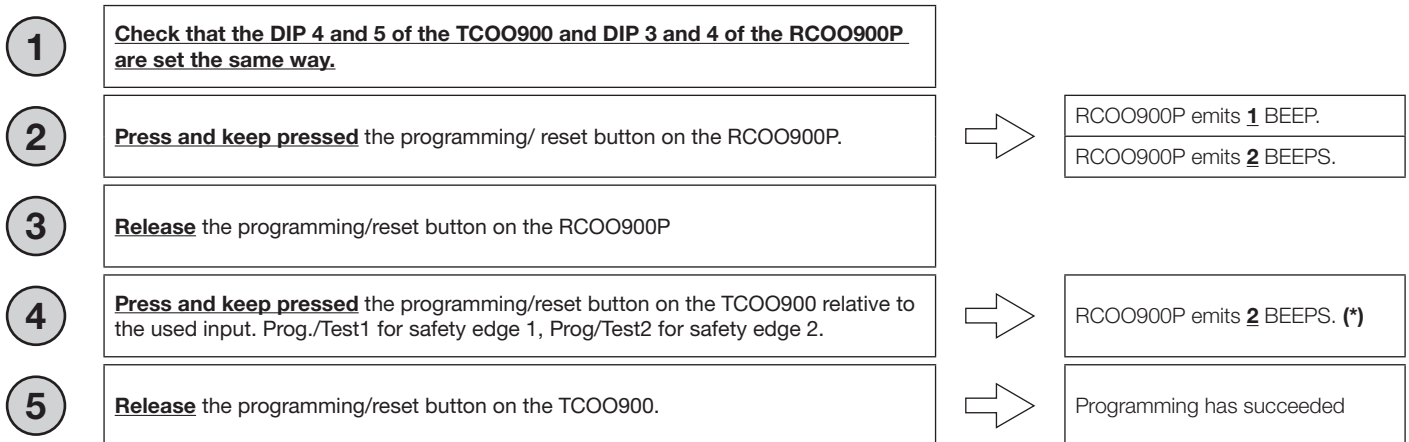 1
Check that the DIP 4 and 5 of the TCOO900 and DIP 3 and 4 of the RCOO900P
are set the same way.
2
Press and keep pressed the programming/ reset button on the RCOO900P.
RCOO900P emits 1 BEEP.
RCOO900P emits 2 BEEPS.
3
Release the programming/reset button on the RCOO900P
4
Press and keep pressed the programming/reset button on the TCOO900 relative to
the used input. Prog./Test1 for safety edge 1, Prog/Test2 for safety edge 2.
RCOO900P emits 2 BEEPS. (*)
5
Release the programming/reset button on the TCOO900.
Programming has succeeded